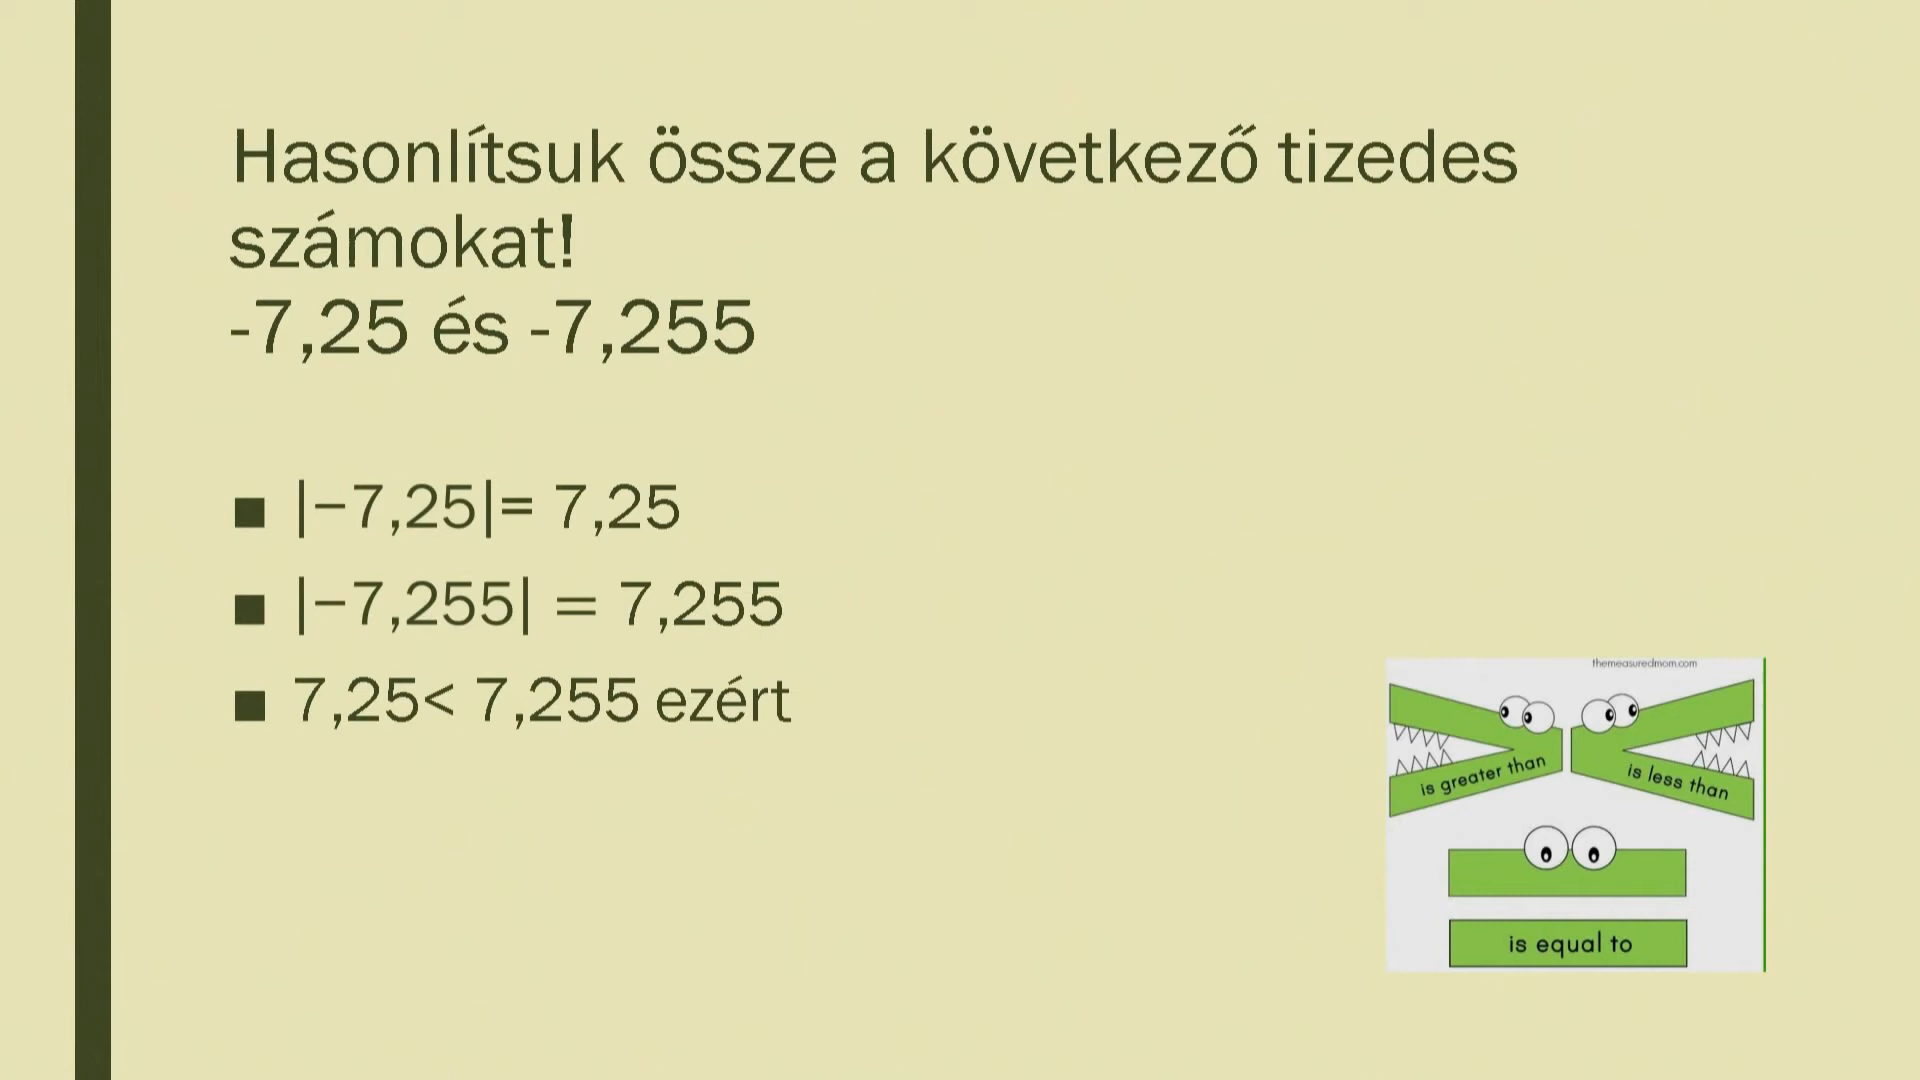 Hasonlítsuk össze a következő tizedes
számokat!
-7,25 és -7,255
■ |−7,25|= 7,25
■ |−7,255| = 7,255
■ 7,25< 7,255 ezért
themeasuredmom.com
is greater than
is less than
is equal to